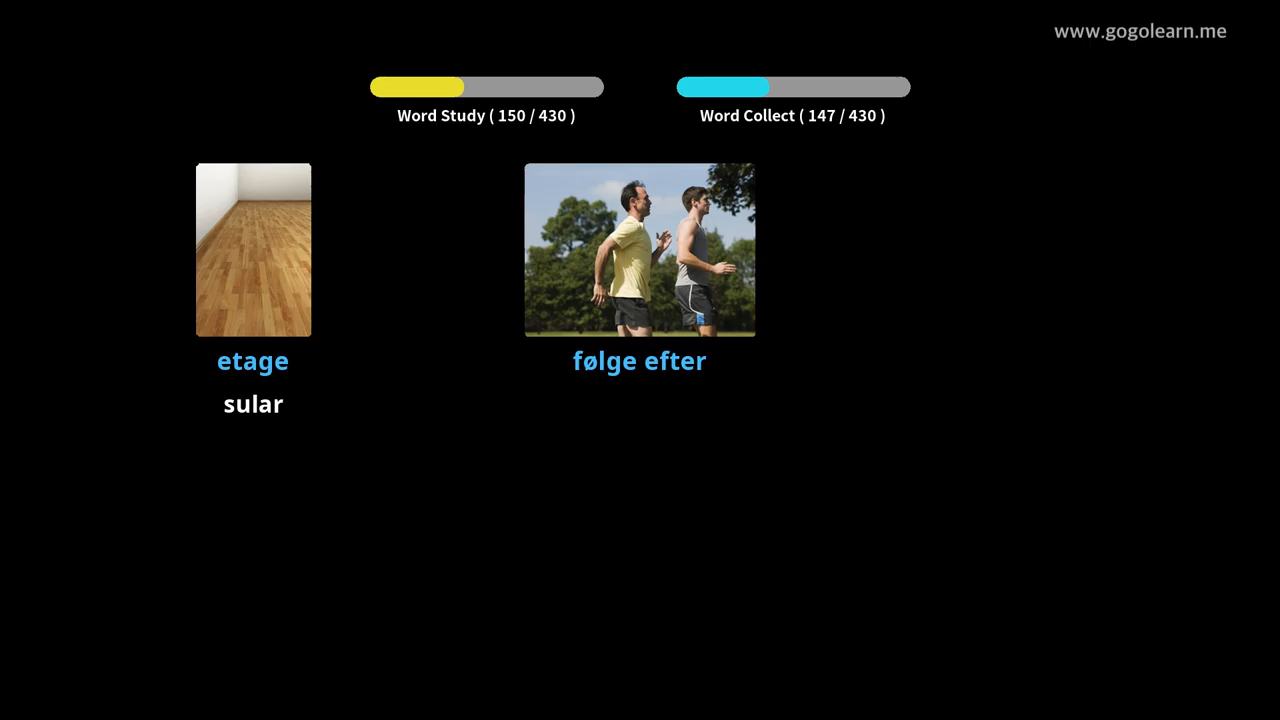 www.gogolearn.me
Word Study ( 150 / 430 )
Word Collect ( 147 / 430 )
etage
følge efter
sular